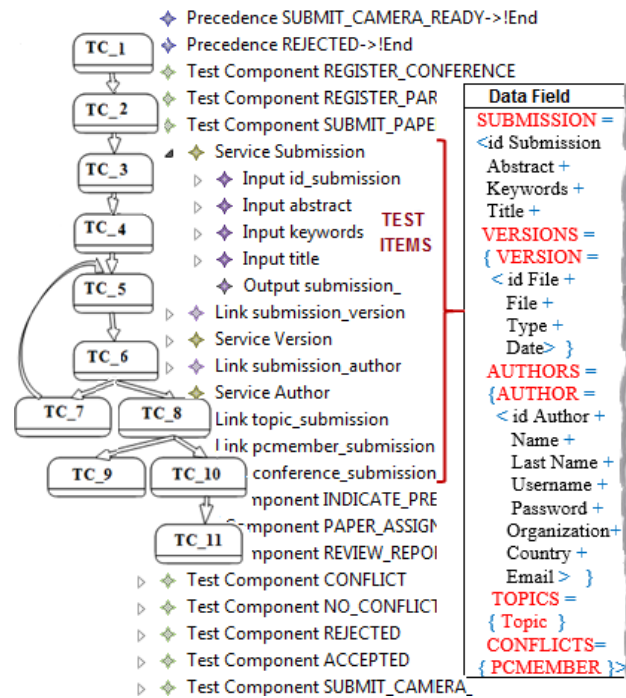 Precedence SUBMIT_CAMERA_READY->!End
Precedence REJECTED->!End
Test Component REGISTER_CONFERENCE
Test Component REGISTER_PAR
Test Component SUBMIT_PAPE
Service Submission
Input id_submission
Input abstract
Input keywords
Input title
Output submission_
Link submission_version
Service Version
Link submission_author
Service Author
Link topic_submission
Link pcmember_submission
conference_submission
mponent INDICATE_PRE
Component PAPER_ASSIGN
mponent REVIEW_REPO
Test Component CONFLICT
Test Component NO_CONFLICT
Test Component REJECTED
Test Component ACCEPTED
Test Component SUBMIT_CAMERA_
TC_1
TC_2
TC_3
TC_4
TC_5
TC_6
TC_7
TC_8
TC_9
TC_10
TC_11
TEST
ITEMS
Data Field
SUBMISSION =
<id Submission
Abstract +
Keywords +
Title +
VERSIONS =
{ VERSION =
< id File +
File +
Type +
Date> }
AUTHORS =
{AUTHOR =
< id Author +
Name +
Last Name +
Username +
Password +
Organization+
Country +
Email > }
TOPICS =
{ Topic }
CONFLICTS=
{ PCMEMBER }>